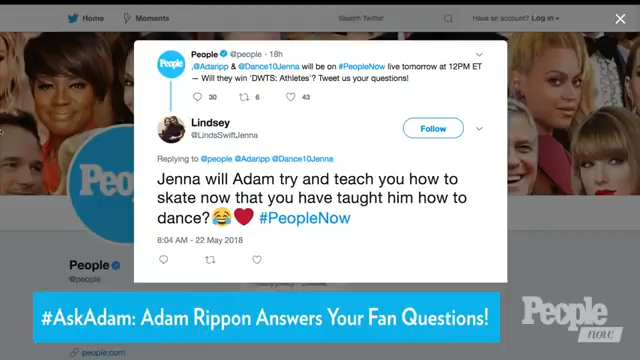 Home Moments Search Twitter Have an account? Log in
People @people · 18h
.@Adaripp & @Dance10Jenna will be on #PeopleNow live tomorrow at 12PM ET
— Will they win 'DWTS: Athletes'? Tweet us your questions!
30 6 43
People
Lindsey
@LindsSwiftJenna
Follow
Replying to @people @Adaripp @Dance10Jenna
Jenna will Adam try and teach you how to
skate now that you have taught him how to
dance?😂❤️ #PeopleNow
8:04 AM - 22 May 2018
Peo
People
@people
#AskAdam: Adam Rippon Answers Your Fan Questions!
People
now
people.com